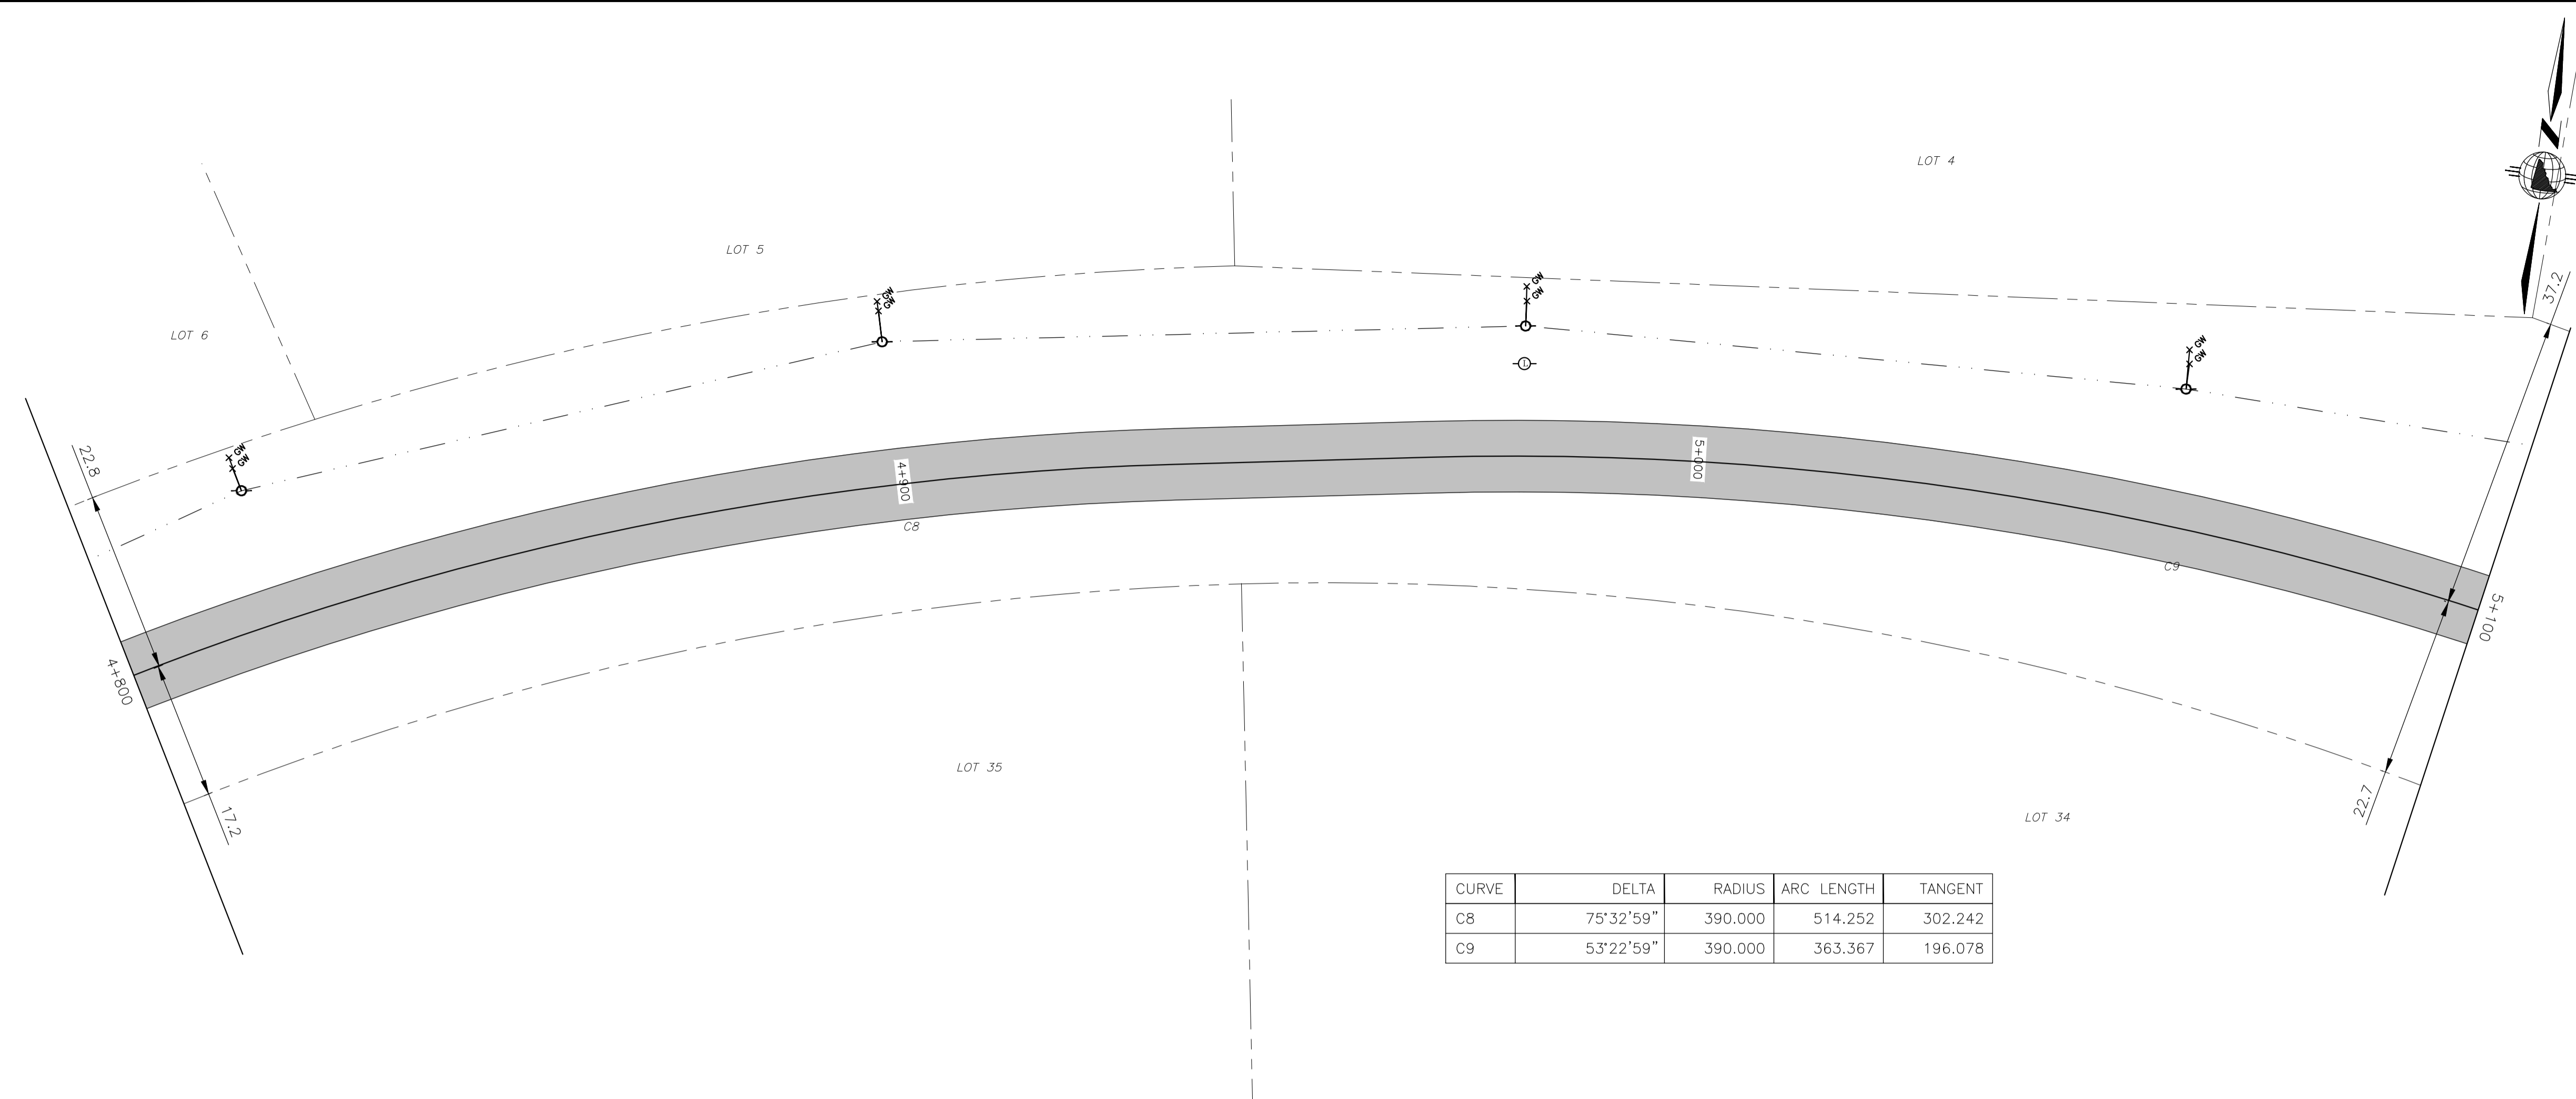 LOT 4
N
LOT 5
LOT 6
GW
GW
GW
GW
GW
GW
GW
GW
37.2
22.8
4+900
5+000
C8
C9
4+800
5+100
17.2
22.7
LOT 35
LOT 34
CURVE DELTA RADIUS ARC LENGTH TANGENT
C8 75°32'59" 390.000 514.252 302.242
C9 53°22'59" 390.000 363.367 196.078